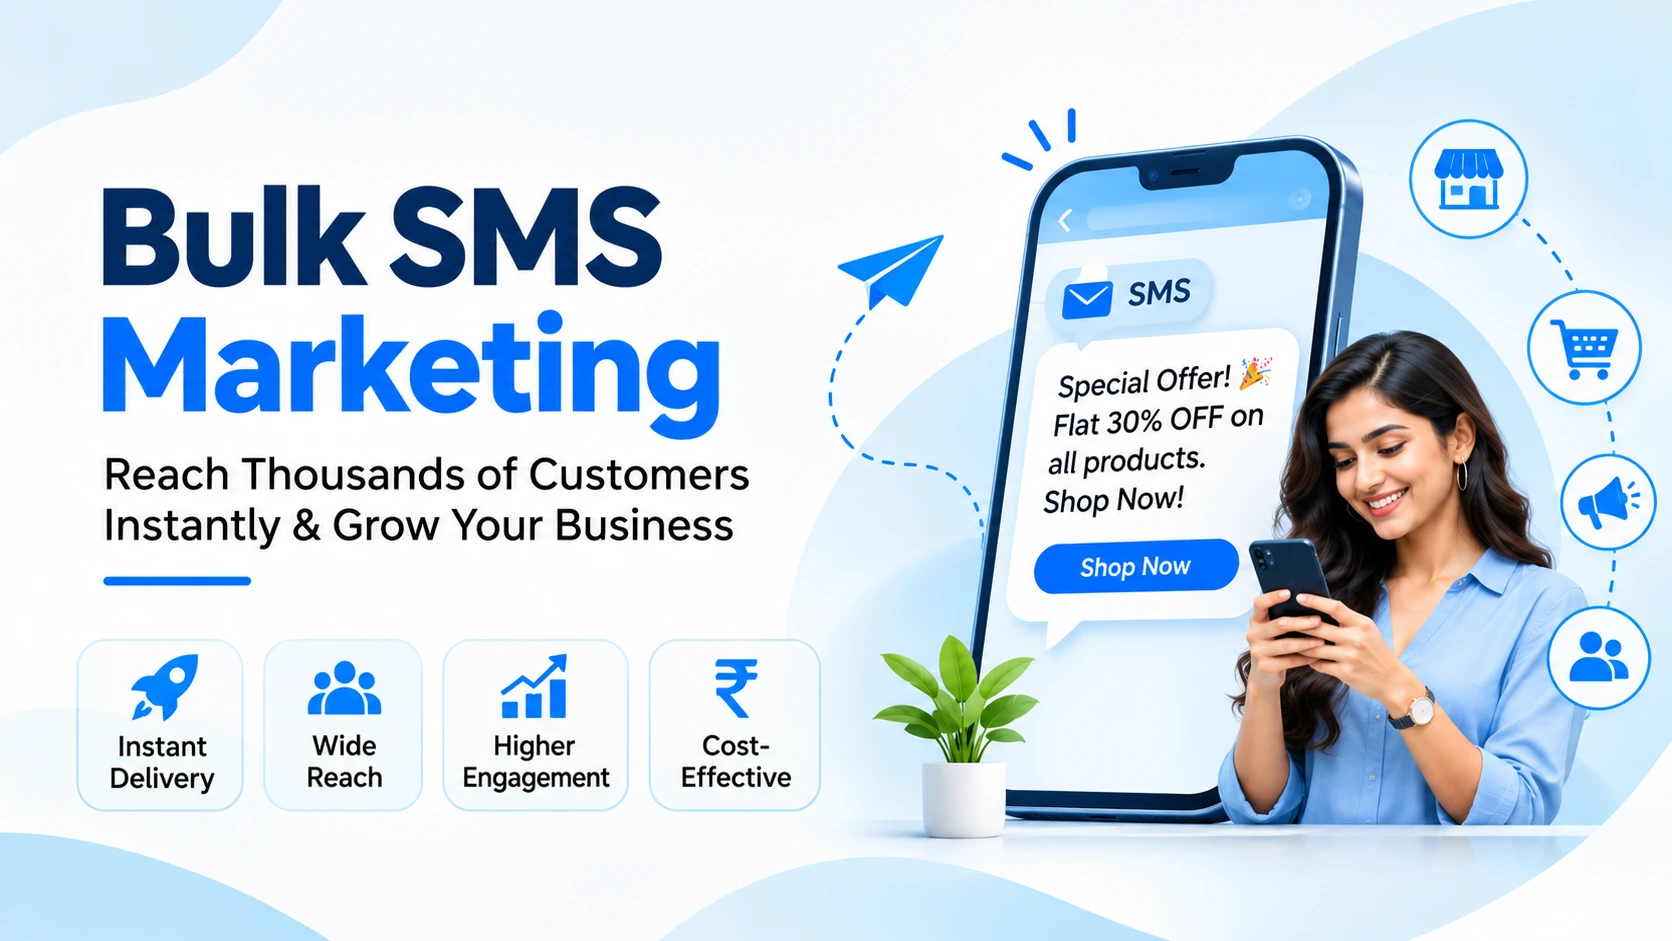 Bulk SMS
Marketing
Reach Thousands of Customers
Instantly & Grow Your Business
Instant
Delivery
Wide
Reach
Higher
Engagement
₹
Cost-
Effective
SMS
Special Offer! 🎉
Flat 30% OFF on
all products.
Shop Now!
Shop Now